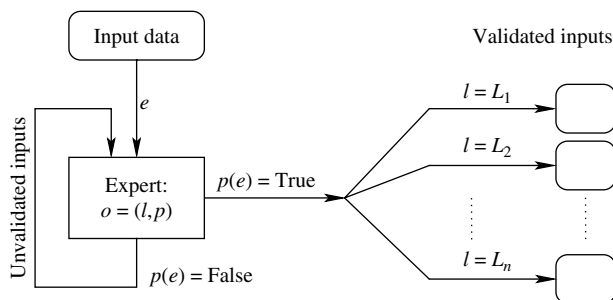 Input data
Validated inputs
e
l = L₁
Unvalidated inputs
l = L₂
Expert:
o = (l, p)
p(e) = True
p(e) = False
l = Lₙ